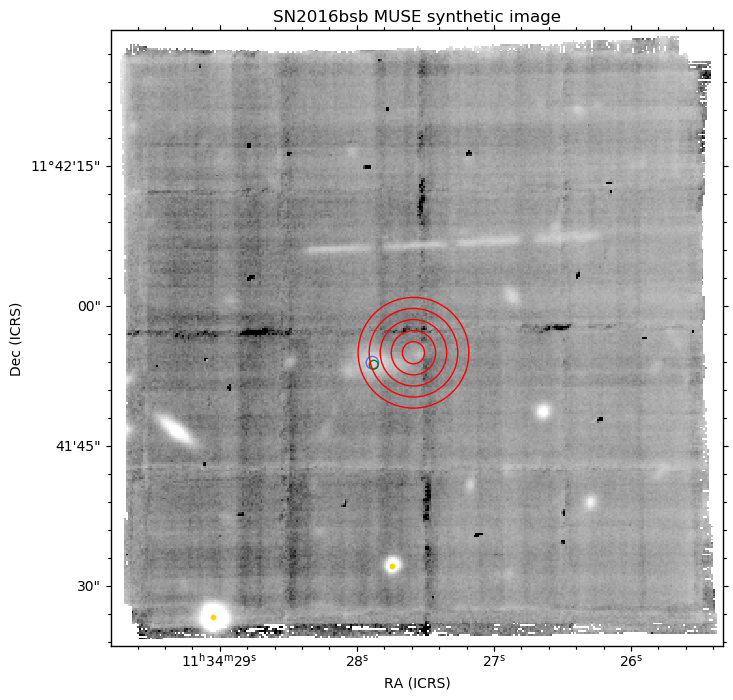 SN2016bsb MUSE synthetic image
11°42'15"
00"
41'45"
30"
Dec (ICRS)
11ʰ34ᵐ29ˢ 28ˢ 27ˢ 26ˢ
RA (ICRS)